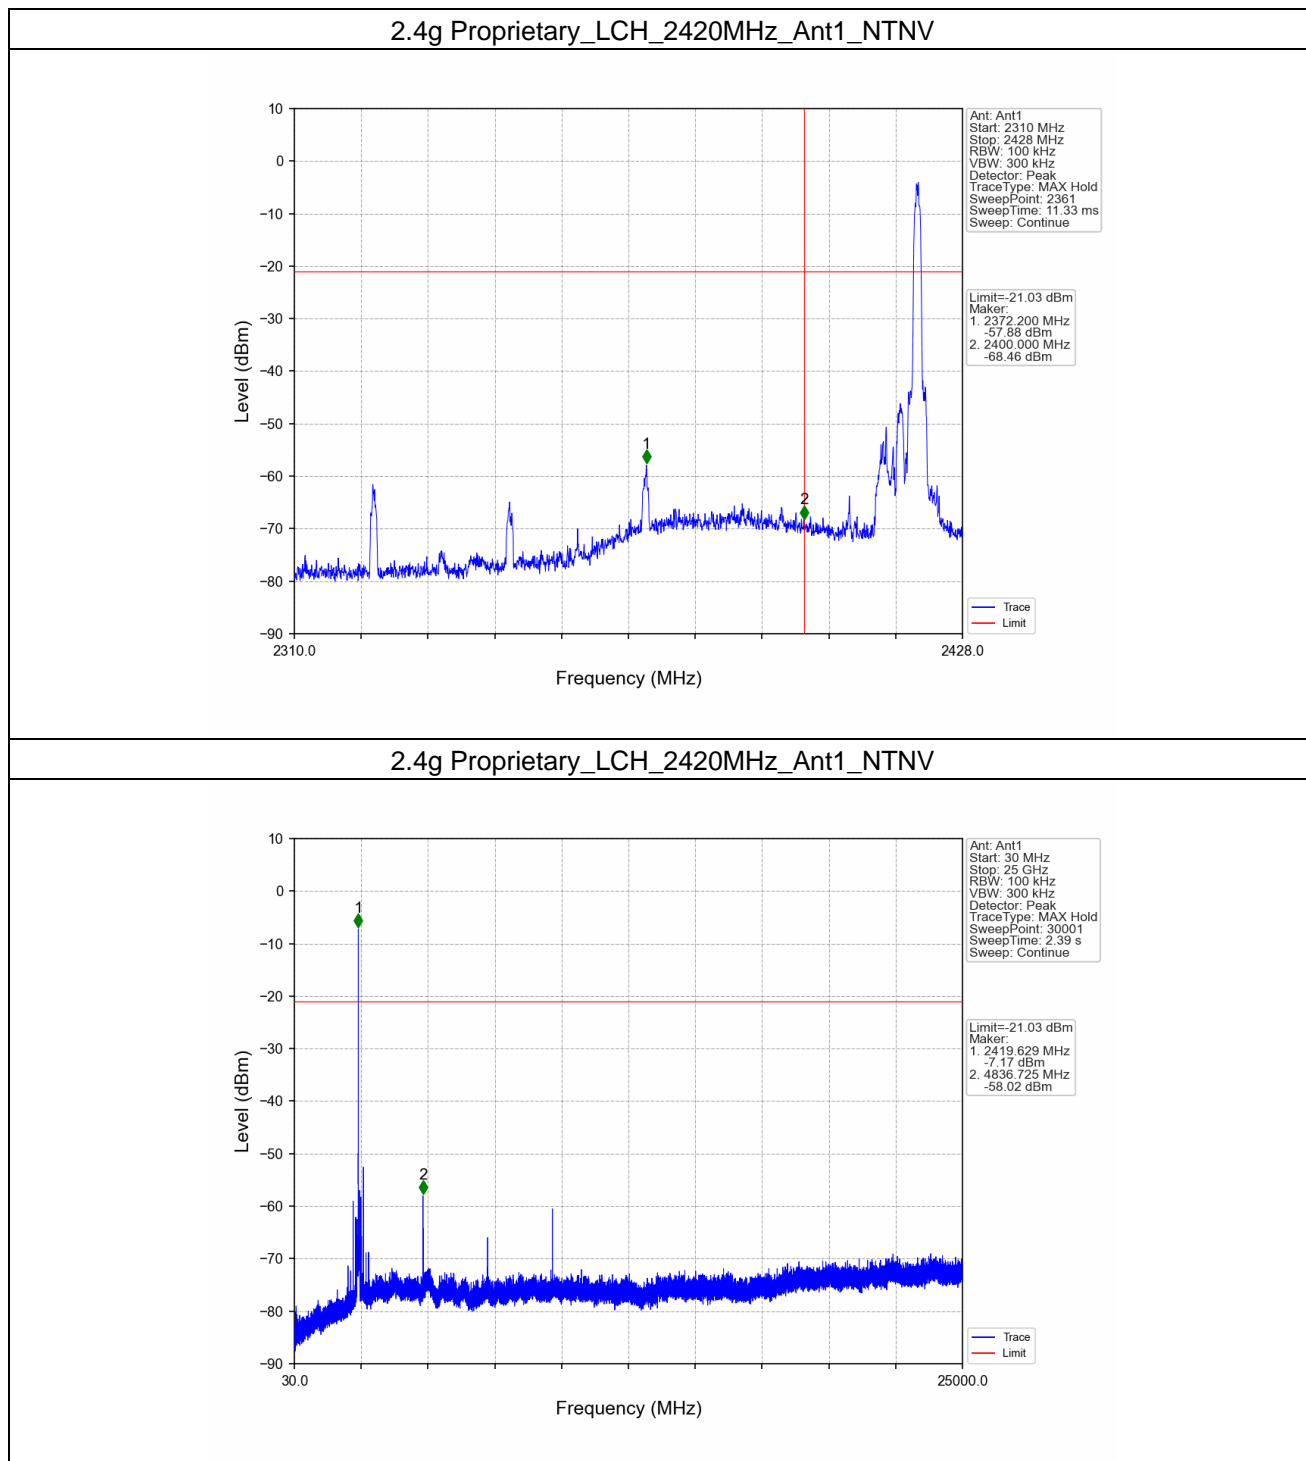 2.4g Proprietary_LCH_2420MHz_Ant1_NTNV
10
0
−10
−20
−30
−40
−50
−60
−70
−80
−90
Level (dBm)
1
2
2310.0
2428.0
Frequency (MHz)
Ant: Ant1
Start: 2310 MHz
Stop: 2428 MHz
RBW: 100 kHz
VBW: 300 kHz
Detector: Peak
TraceType: MAX Hold
SweepPoint: 2361
SweepTime: 11.33 ms
Sweep: Continue
Limit=-21.03 dBm
Maker:
1. 2372.200 MHz
-57.88 dBm
2. 2400.000 MHz
-68.46 dBm
Trace
Limit
2.4g Proprietary_LCH_2420MHz_Ant1_NTNV
10
0
−10
−20
−30
−40
−50
−60
−70
−80
−90
Level (dBm)
1
2
30.0
25000.0
Frequency (MHz)
Ant: Ant1
Start: 30 MHz
Stop: 25 GHz
RBW: 100 kHz
VBW: 300 kHz
Detector: Peak
TraceType: MAX Hold
SweepPoint: 30001
SweepTime: 2.39 s
Sweep: Continue
Limit=-21.03 dBm
Maker:
1. 2419.629 MHz
-7.17 dBm
2. 4836.725 MHz
-58.02 dBm
Trace
Limit